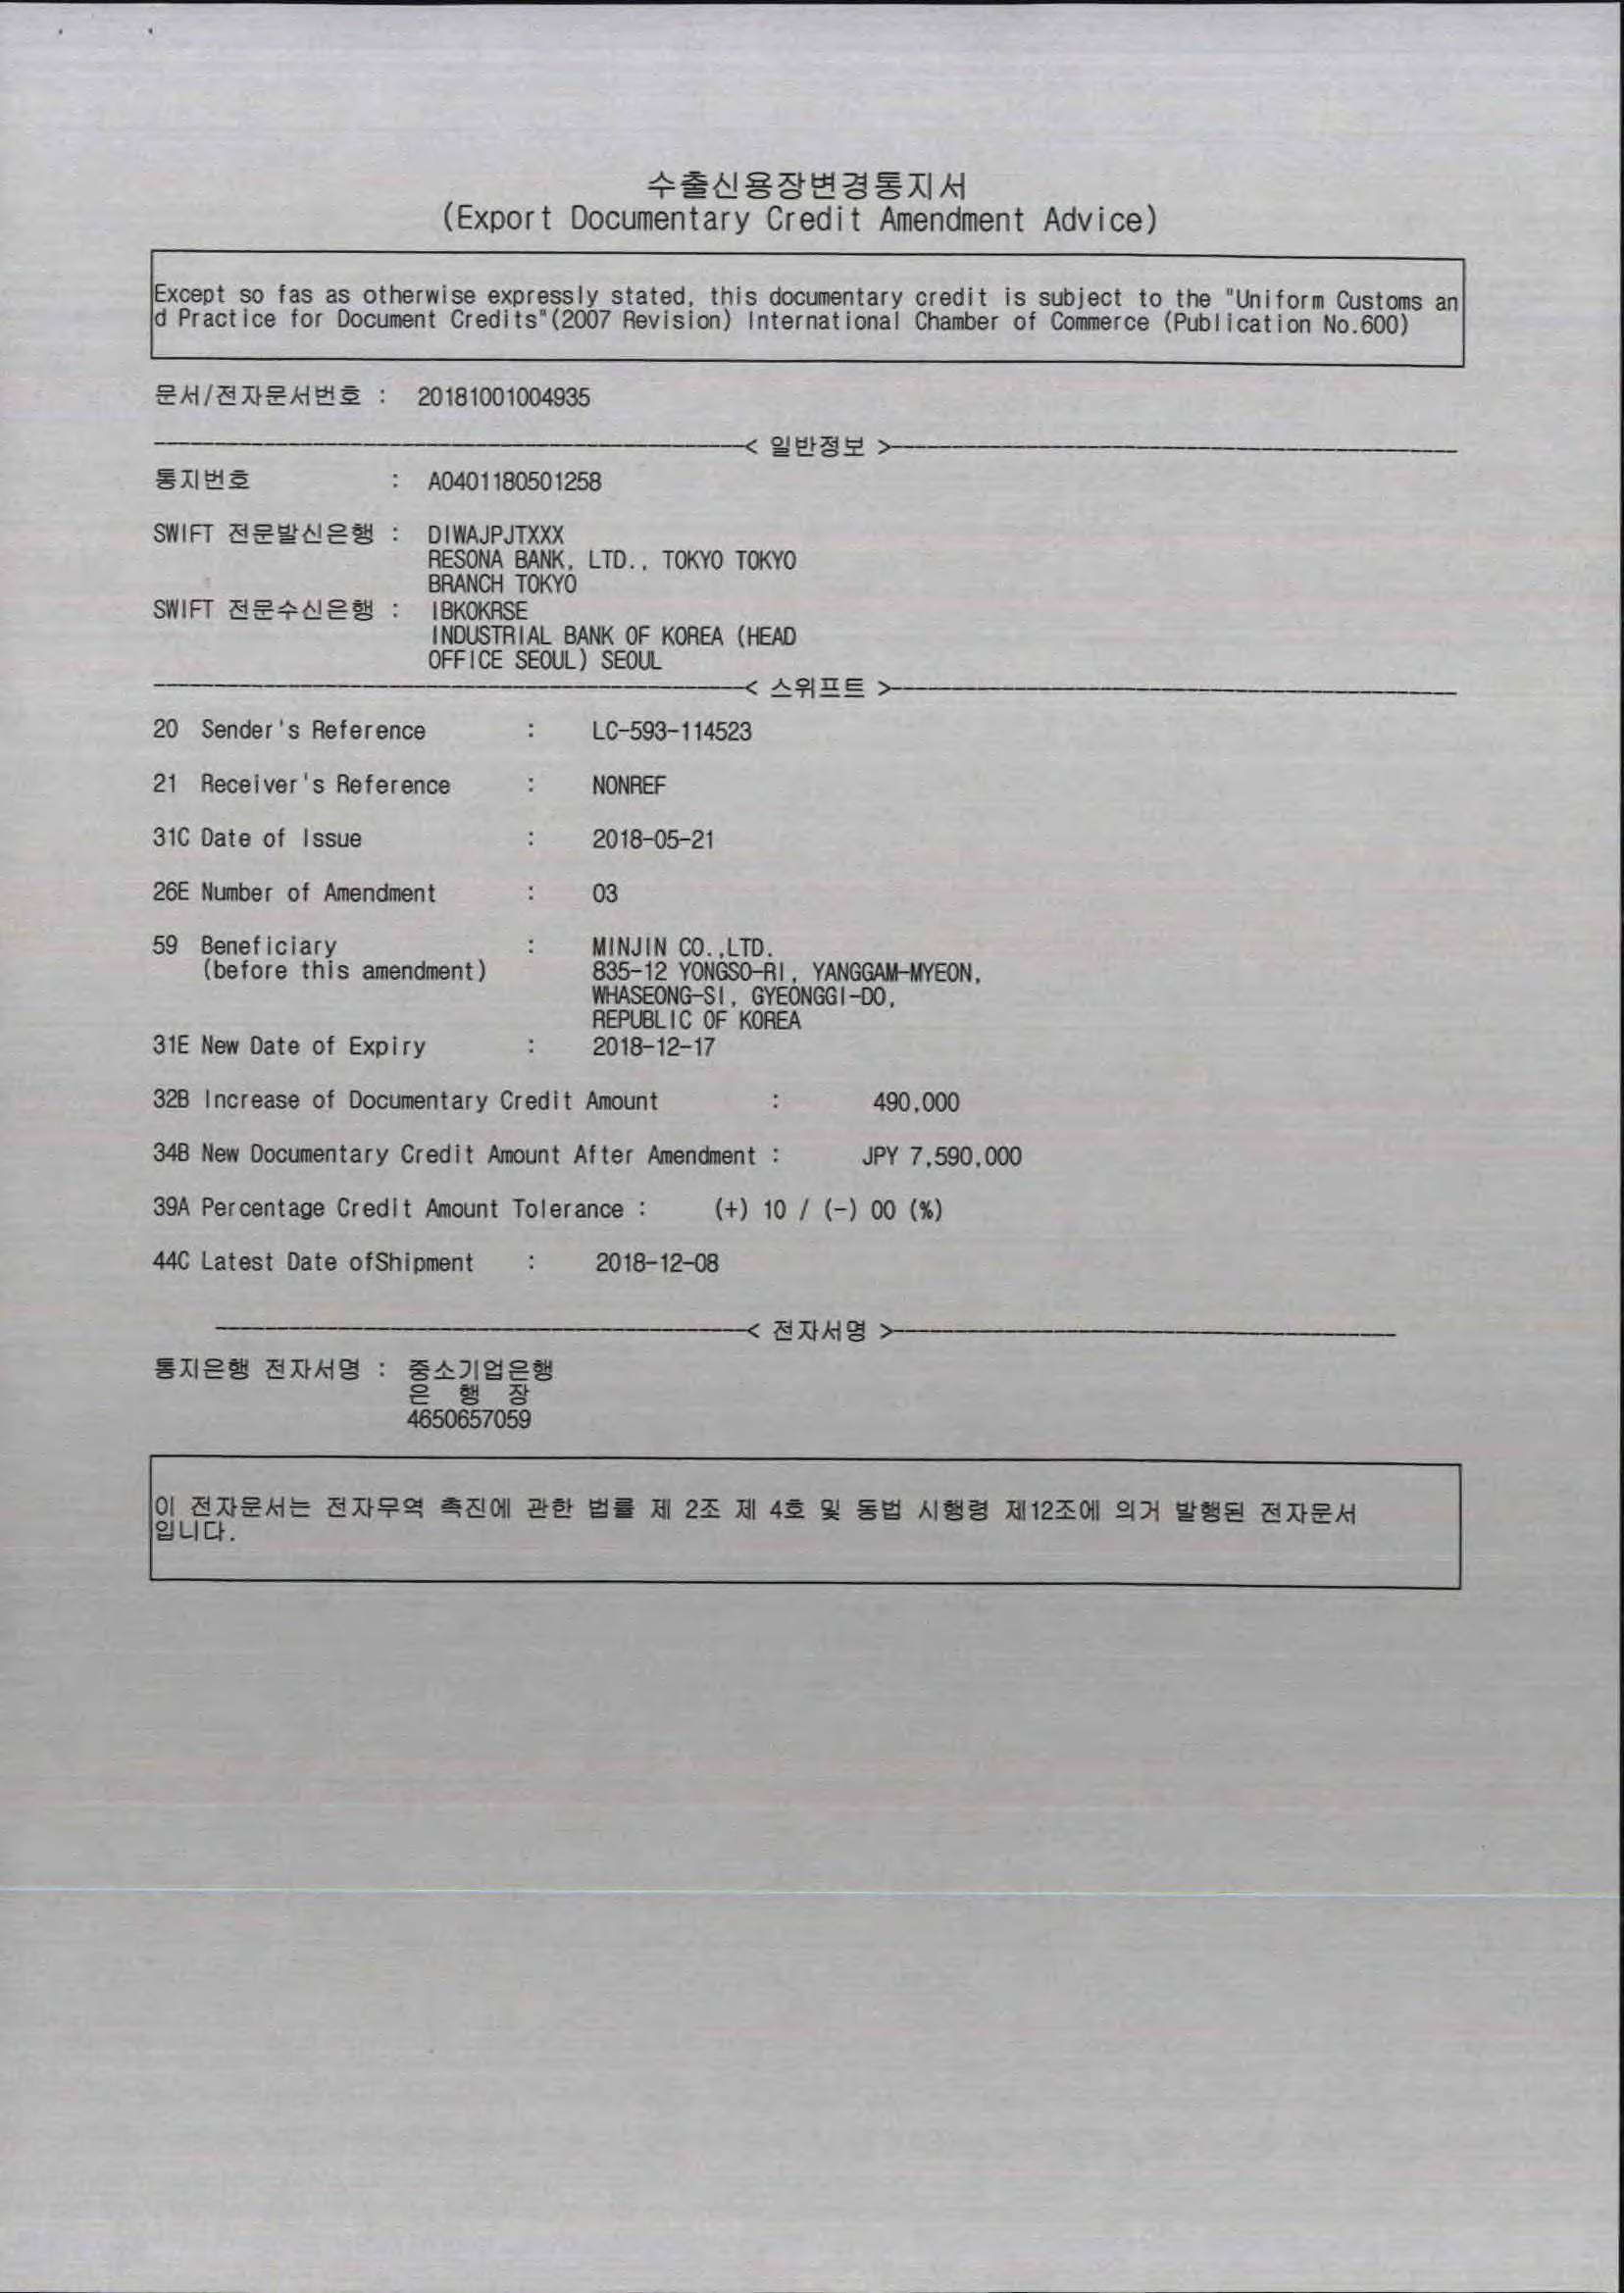 수출신용장변경통지서
(Export Documentary Credit Amendment Advice)
Except so fas as otherwise expressly stated, this documentary credit is subject to the "Uniform Customs an
d Practice for Document Credits"(2007 Revision) International Chamber of Commerce (Publication No.600)
문서/전자문서번호 : 20181001004935
< 일반정보 >
통지번호 : A0401180501258
SWIFT 전문발신은행 : DIWAJPJTXXX
RESONA BANK, LTD., TOKYO TOKYO
BRANCH TOKYO
SWIFT 전문수신은행 : IBKOKRSE
INDUSTRIAL BANK OF KOREA (HEAD
OFFICE SEOUL) SEOUL
< 스위프트 >
20 Sender's Reference : LC-593-114523
21 Receiver's Reference : NONREF
31C Date of Issue : 2018-05-21
26E Number of Amendment : 03
59 Beneficiary : MINJIN CO.,LTD.
(before this amendment) 835-12 YONGSO-RI, YANGGAM-MYEON,
WHASEONG-SI, GYEONGGI-DO,
REPUBLIC OF KOREA
31E New Date of Expiry : 2018-12-17
32B Increase of Documentary Credit Amount : 490,000
34B New Documentary Credit Amount After Amendment : JPY 7,590,000
39A Percentage Credit Amount Tolerance : (+) 10 / (-) 00 (%)
44C Latest Date ofShipment : 2018-12-08
< 전자서명 >
통지은행 전자서명 : 중소기업은행
은 행 장
4650657059
이 전자문서는 전자무역 촉진에 관한 법률 제 2조 제 4호 및 동법 시행령 제12조에 의거 발행된 전자문서
입니다.